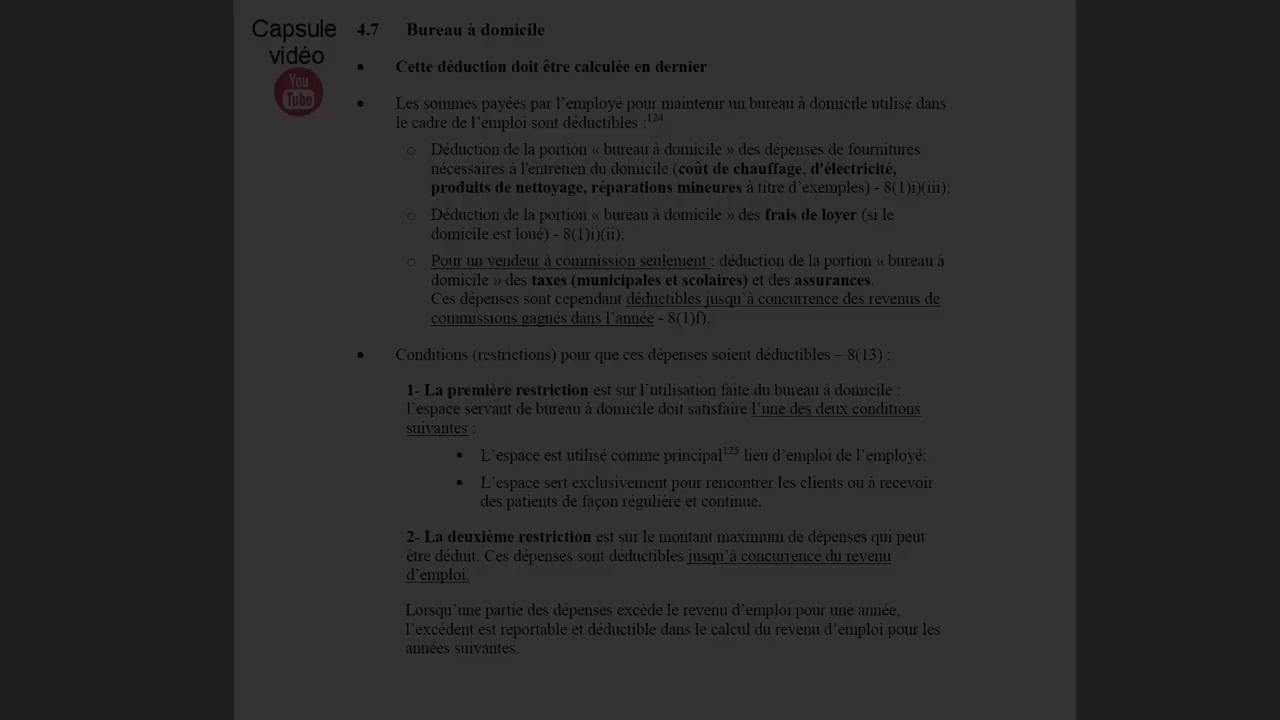 Capsule
vidéo
You
Tube
4.7 Bureau à domicile
• Cette déduction doit être calculée en dernier
• Les sommes payées par l'employé pour maintenir un bureau à domicile utilisé dans
le cadre de l'emploi sont déductibles :124
o Déduction de la portion « bureau à domicile » des dépenses de fournitures
nécessaires à l'entretien du domicile (coût de chauffage, d'électricité,
produits de nettoyage, réparations mineures à titre d'exemples) - 8(1)i)(iii);
o Déduction de la portion « bureau à domicile » des frais de loyer (si le
domicile est loué) - 8(1)i)(ii);
o Pour un vendeur à commission seulement : déduction de la portion « bureau à
domicile » des taxes (municipales et scolaires) et des assurances.
Ces dépenses sont cependant déductibles jusqu'à concurrence des revenus de
commissions gagnés dans l'année - 8(1)f).
• Conditions (restrictions) pour que ces dépenses soient déductibles – 8(13) :
1- La première restriction est sur l'utilisation faite du bureau à domicile :
l'espace servant de bureau à domicile doit satisfaire l'une des deux conditions
suivantes :
▪ L'espace est utilisé comme principal125 lieu d'emploi de l'employé;
▪ L'espace sert exclusivement pour rencontrer les clients ou à recevoir
des patients de façon régulière et continue.
2- La deuxième restriction est sur le montant maximum de dépenses qui peut
être déduit. Ces dépenses sont déductibles jusqu'à concurrence du revenu
d'emploi.
Lorsqu'une partie des dépenses excède le revenu d'emploi pour une année,
l'excédent est reportable et déductible dans le calcul du revenu d'emploi pour les
années suivantes.